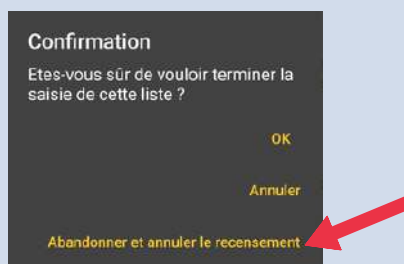 Confirmation
Etes-vous sûr de vouloir terminer la
saisie de cette liste ?
OK
Annuler
Abandonner et annuler le recensement